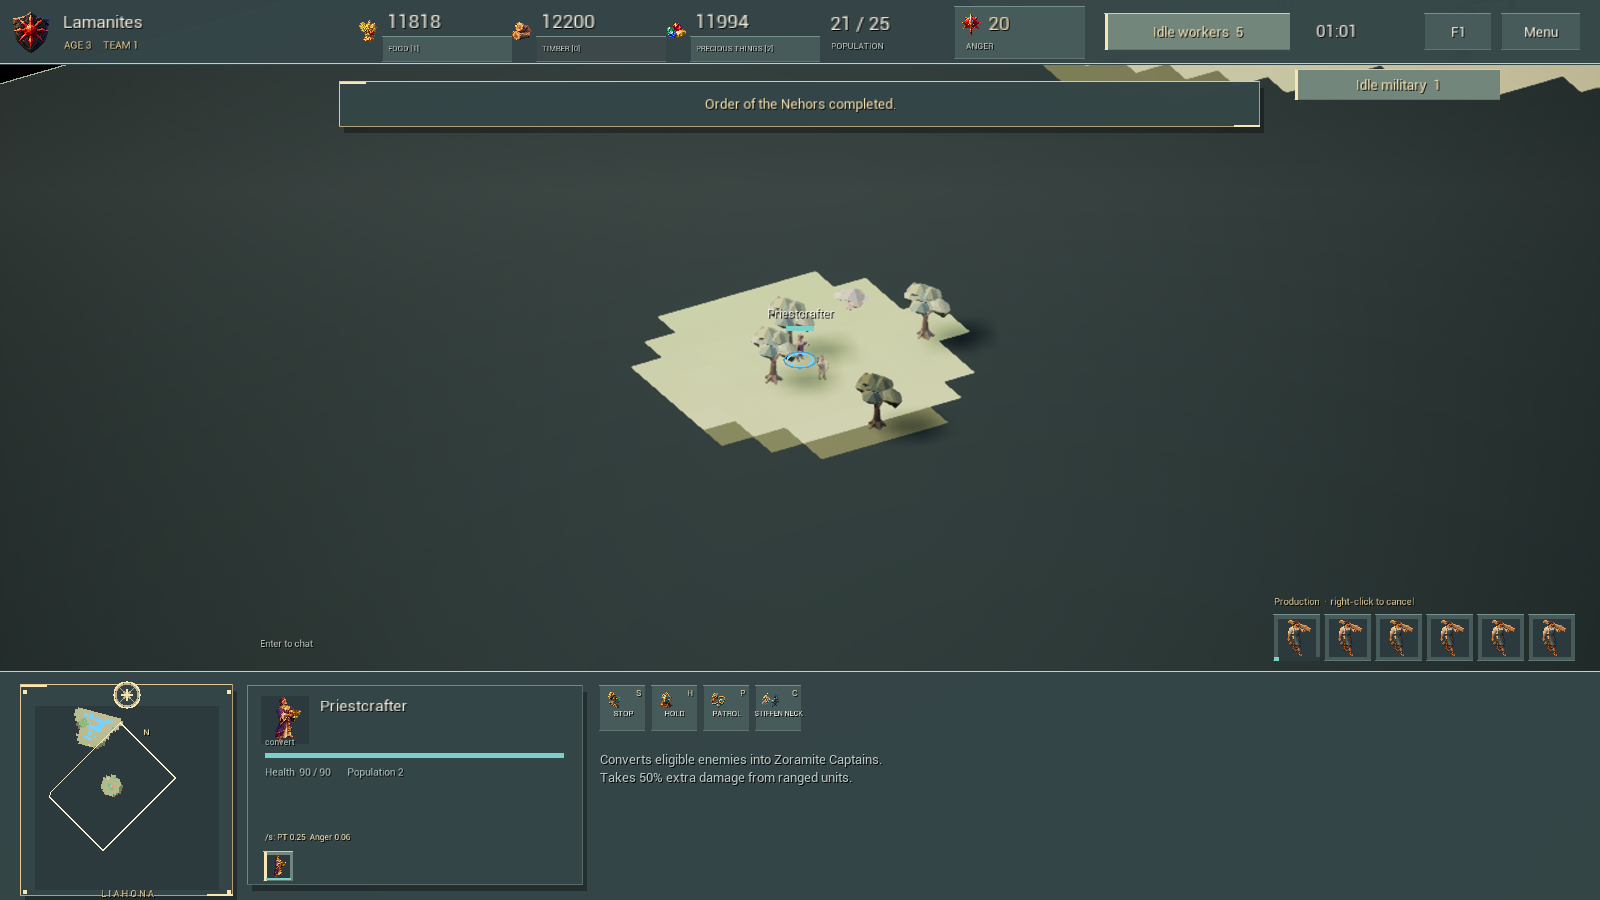 Lamanites
AGE 3 TEAM 1
11818
FOOD [1]
12200
TIMBER [0]
11994
PRECIOUS THINGS [2]
21 / 25
POPULATION
20
ANGER
Idle workers 5
01:01
F1
Menu
Idle military 1
Order of the Nehors completed.
Priestcrafter
Production · right-click to cancel
Enter to chat
N
LIAHONA
Priestcrafter
convert
Health 90 / 90 Population 2
/s: PT 0.25 Anger 0.06
S
STOP
H
HOLD
P
PATROL
C
STIFFEN NECK
Converts eligible enemies into Zoramite Captains.
Takes 50% extra damage from ranged units.